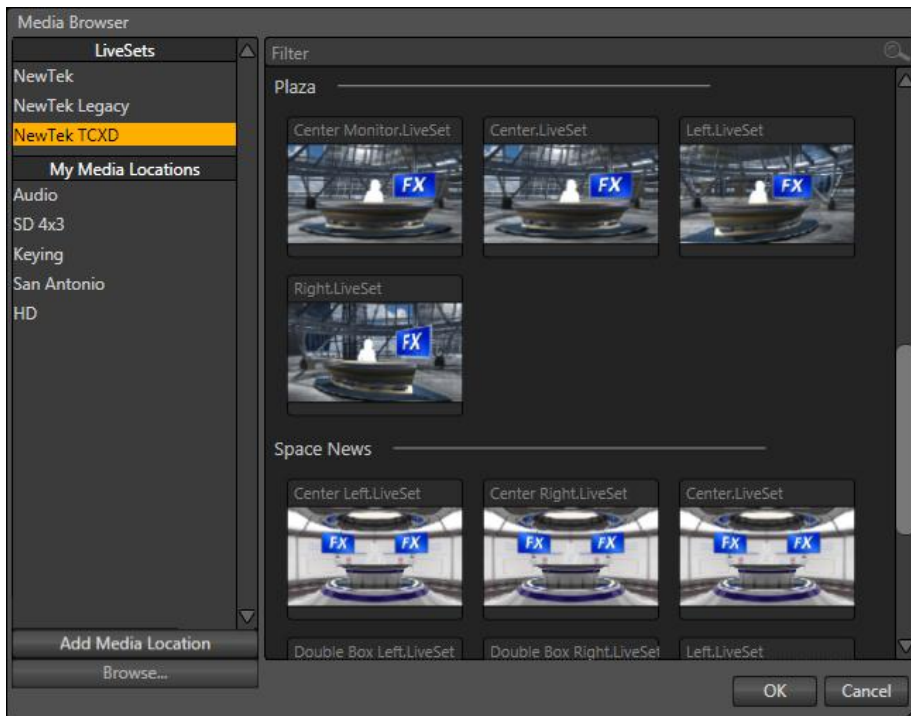 Media Browser
LiveSets
NewTek
NewTek Legacy
NewTek TCXD
My Media Locations
Audio
SD 4x3
Keying
San Antonio
HD
Add Media Location
Browse...
Filter
Plaza
Center Monitor.LiveSet
Center.LiveSet
Left.LiveSet
FX
FX
FX
Right.LiveSet
FX
Space News
Center Left.LiveSet
Center Right.LiveSet
Center.LiveSet
FX FX
FX FX
FX FX
Double Box Left.LiveSet
Double Box Right.LiveSet
Left.LiveSet
OK
Cancel